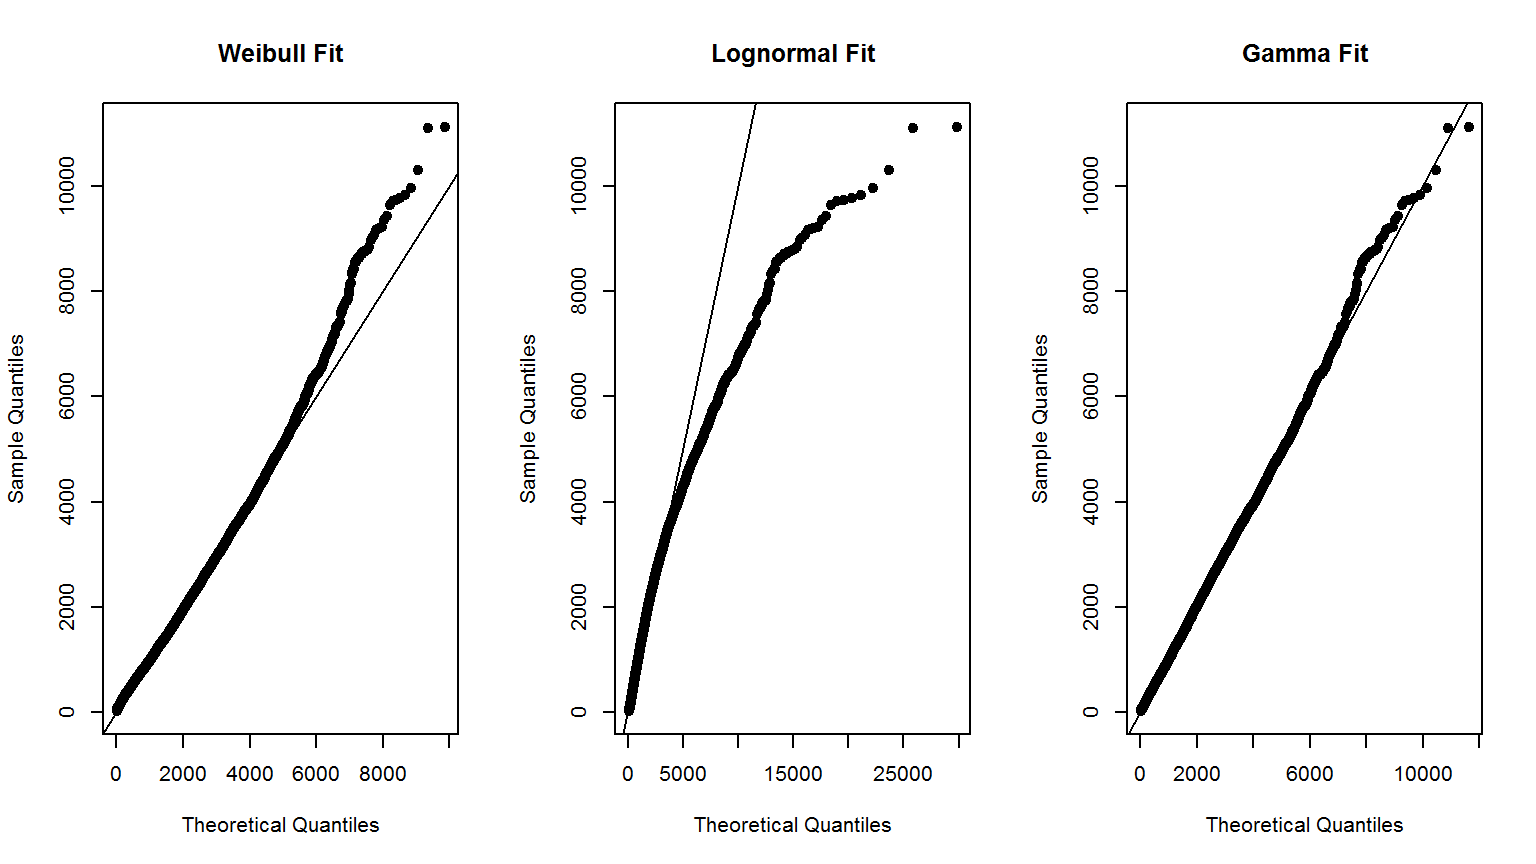 Weibull Fit
Sample Quantiles
0
2000
4000
6000
8000
10000
0 2000 4000 6000 8000
Theoretical Quantiles
Lognormal Fit
Sample Quantiles
0
2000
4000
6000
8000
10000
0 5000 15000 25000
Theoretical Quantiles
Gamma Fit
Sample Quantiles
0
2000
4000
6000
8000
10000
0 2000 6000 10000
Theoretical Quantiles